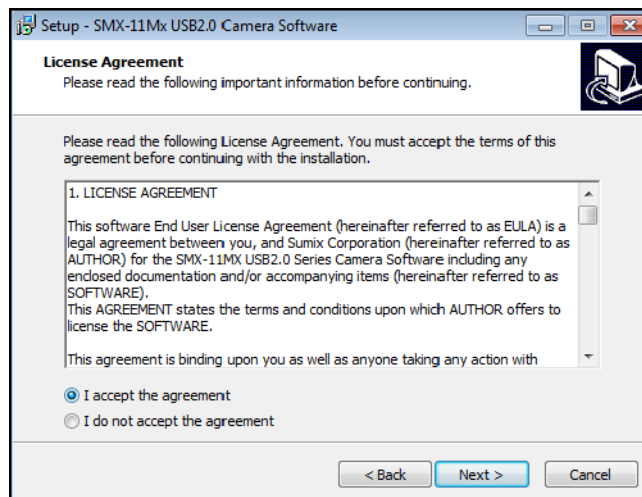 Setup - SMX-11Mx USB2.0 Camera Software
License Agreement
Please read the following important information before continuing.
Please read the following License Agreement. You must accept the terms of this
agreement before continuing with the installation.
1. LICENSE AGREEMENT
This software End User License Agreement (hereinafter referred to as EULA) is a
legal agreement between you, and Sumix Corporation (hereinafter referred to as
AUTHOR) for the SMX-11MX USB2.0 Series Camera Software including any
enclosed documentation and/or accompanying items (hereinafter referred to as
SOFTWARE).
This AGREEMENT states the terms and conditions upon which AUTHOR offers to
license the SOFTWARE.
This agreement is binding upon you as well as anyone taking any action with
I accept the agreement
I do not accept the agreement
< Back
Next >
Cancel